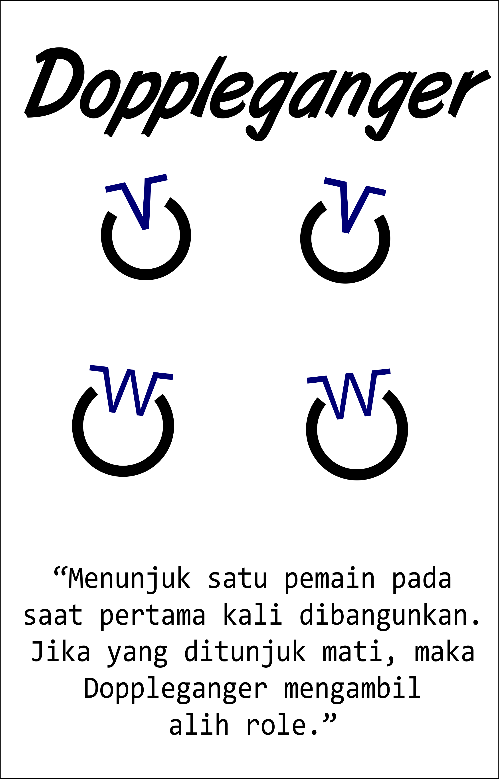 Doppleganger
V V
W W
“Menunjuk satu pemain pada
saat pertama kali dibangunkan.
Jika yang ditunjuk mati, maka
Doppleganger mengambil
alih role.”